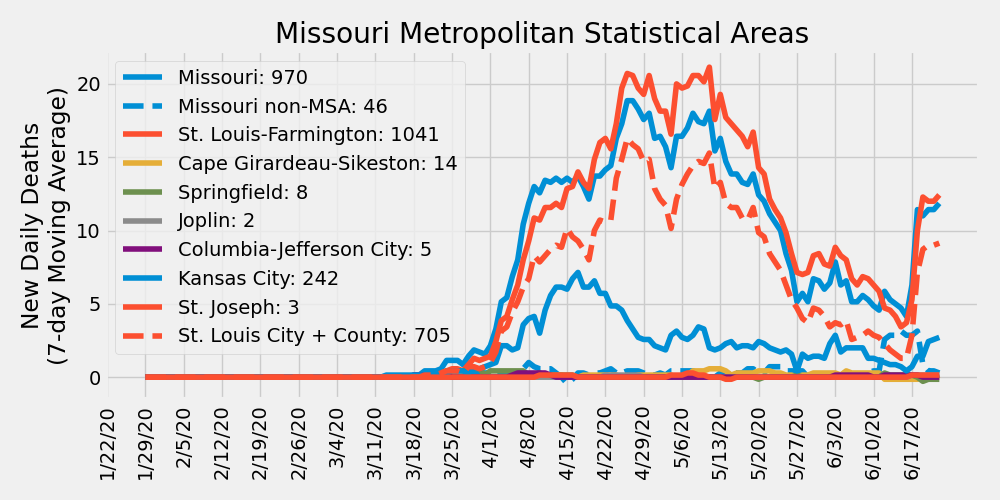 Missouri Metropolitan Statistical Areas
New Daily Deaths
(7-day Moving Average)
20
15
10
5
0
Missouri: 970
Missouri non-MSA: 46
St. Louis-Farmington: 1041
Cape Girardeau-Sikeston: 14
Springfield: 8
Joplin: 2
Columbia-Jefferson City: 5
Kansas City: 242
St. Joseph: 3
St. Louis City + County: 705
1/22/20
1/29/20
2/5/20
2/12/20
2/19/20
2/26/20
3/4/20
3/11/20
3/18/20
3/25/20
4/1/20
4/8/20
4/15/20
4/22/20
4/29/20
5/6/20
5/13/20
5/20/20
5/27/20
6/3/20
6/10/20
6/17/20